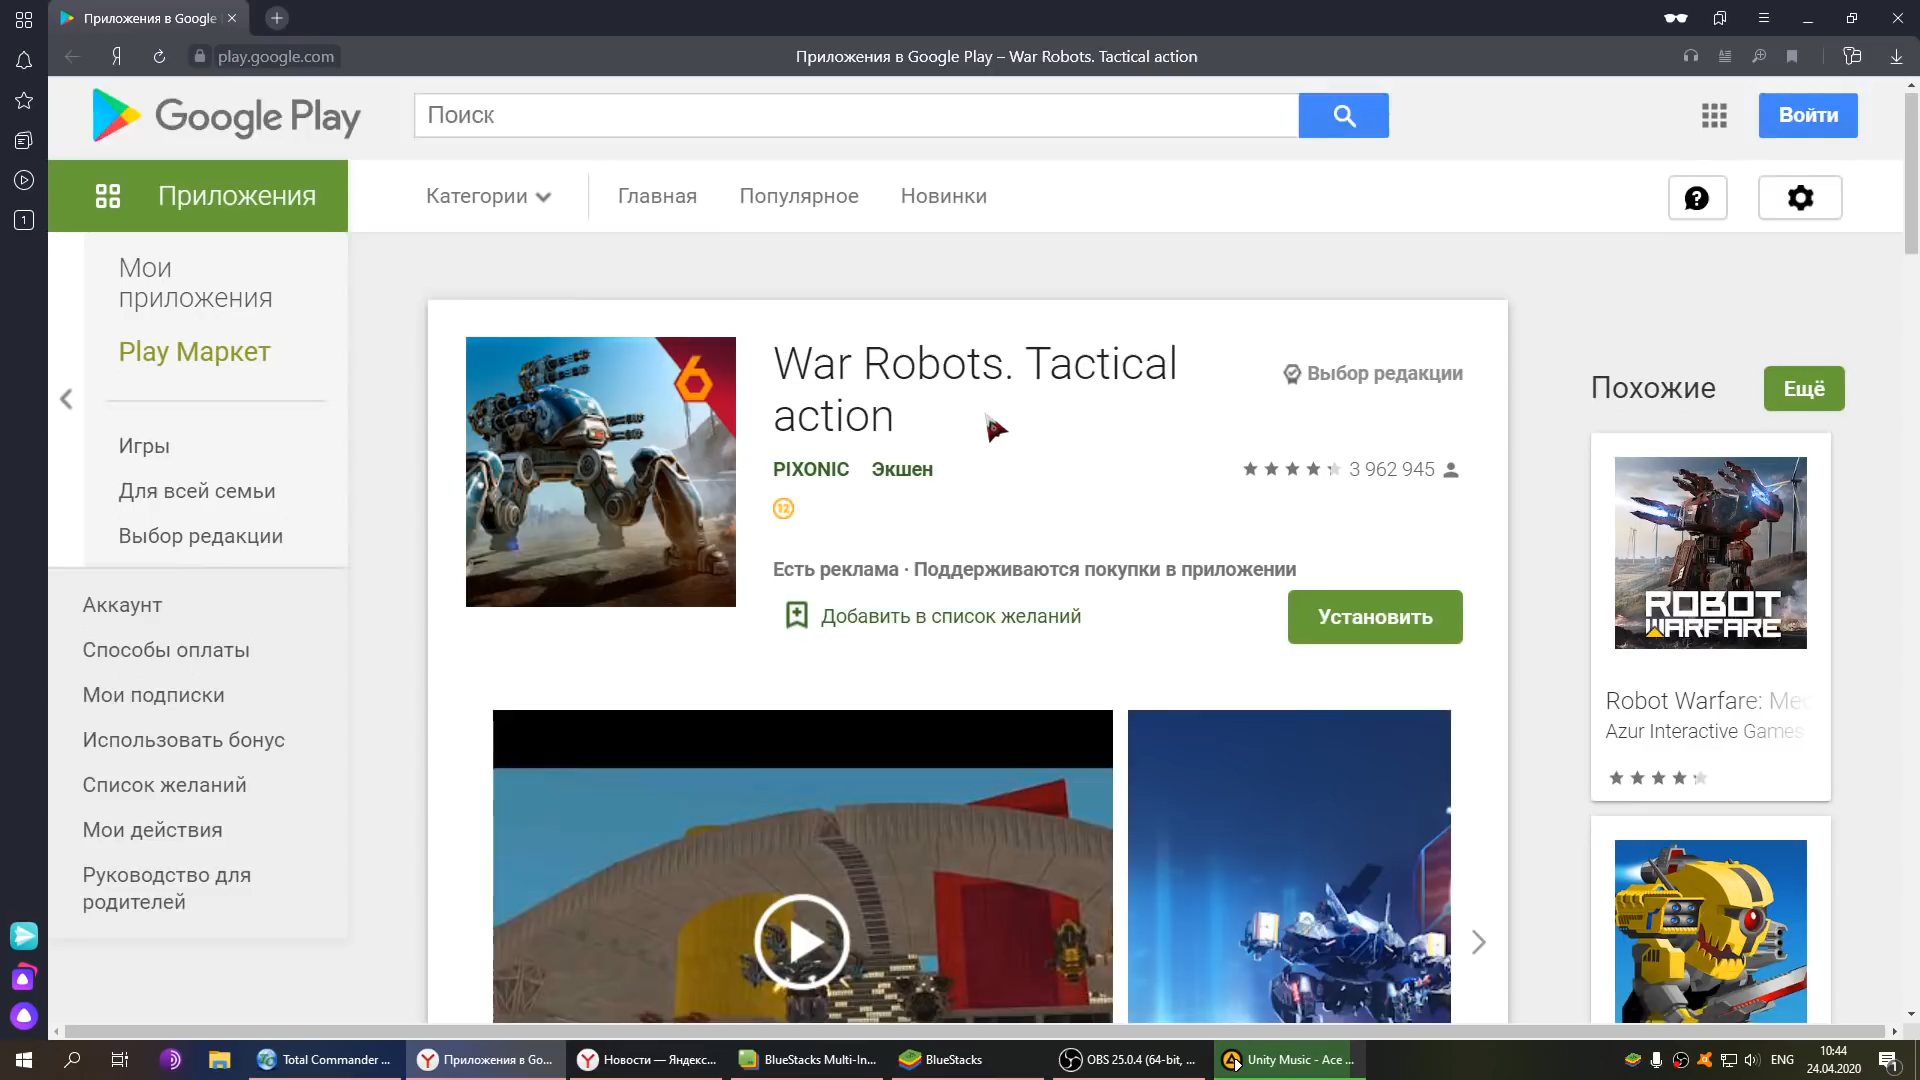 Приложения в Google
play.google.com
Приложения в Google Play – War Robots. Tactical action
Google Play
Поиск
Войти
Приложения
Категории
Главная
Популярное
Новинки
Мои
приложения
Play Маркет
Игры
Для всей семьи
Выбор редакции
Аккаунт
Способы оплаты
Мои подписки
Использовать бонус
Список желаний
Мои действия
Руководство для
родителей
6
War Robots. Tactical
action
Выбор редакции
PIXONIC Экшен
3 962 945
12
Есть реклама · Поддерживаются покупки в приложении
Добавить в список желаний
Установить
Похожие
Ещё
ROBOT
WARFARE
Robot Warfare: Mec
Azur Interactive Games
1
Total Commander ...
Приложения в Go...
Новости — Яндекс...
BlueStacks Multi-In...
BlueStacks
OBS 25.0.4 (64-bit, ...
Unity Music - Ace ...
ENG
10:44
24.04.2020
1